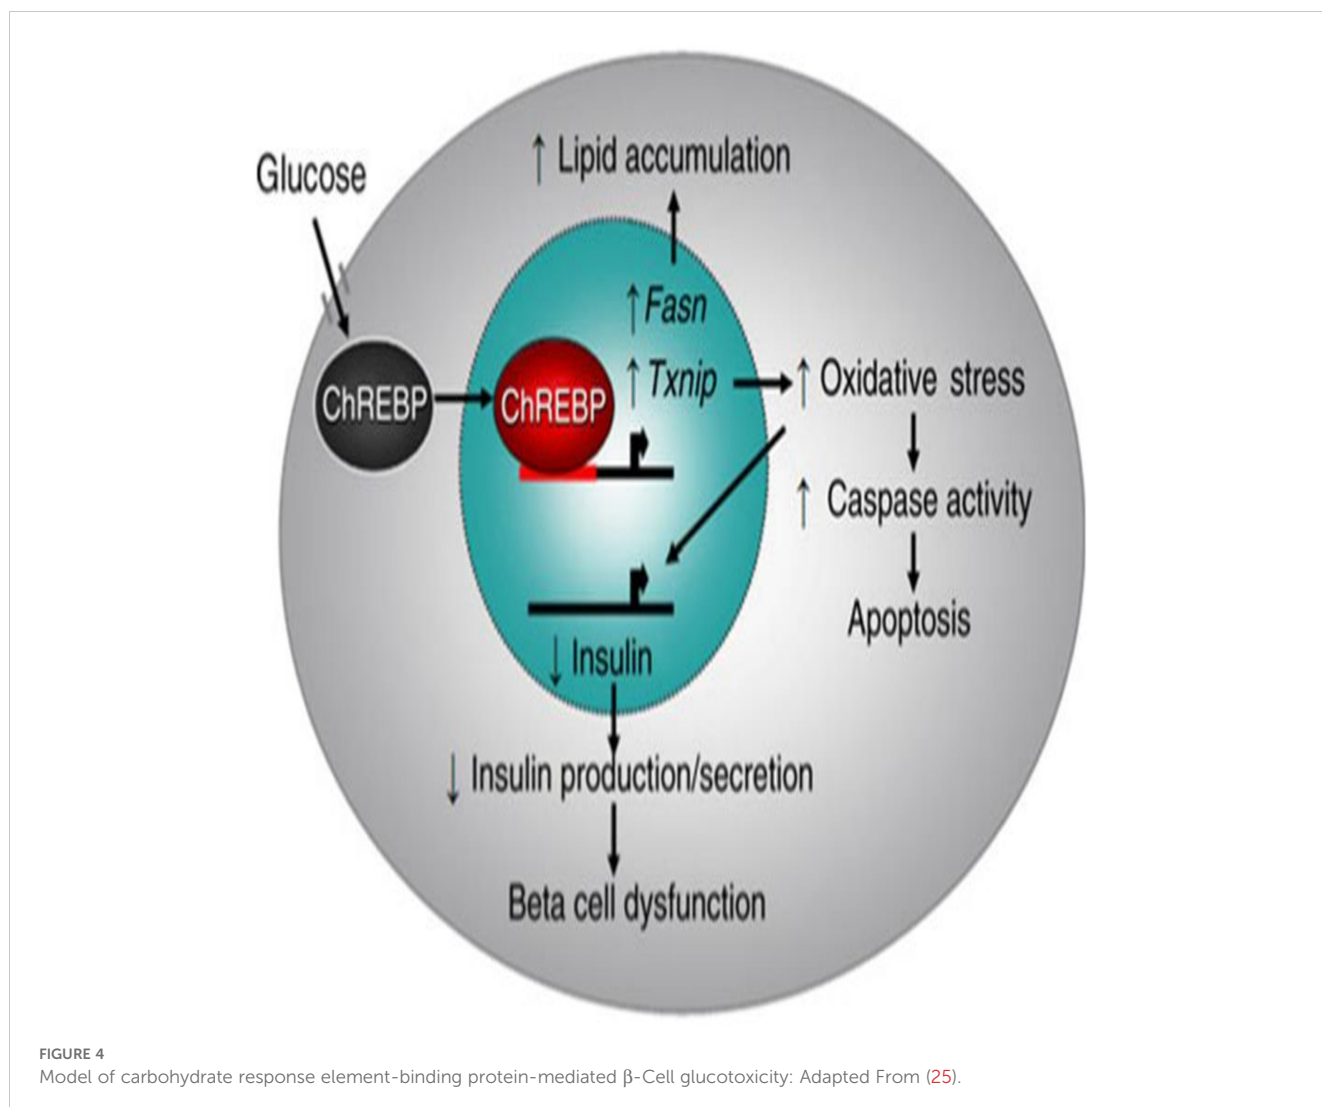 ↑ Lipid accumulation
Glucose
↑ Fasn
↑ Txnip
↑ Oxidative stress
ChREBP
ChREBP
↑ Caspase activity
Apoptosis
↓ Insulin
↓ Insulin production/secretion
Beta cell dysfunction
FIGURE 4
Model of carbohydrate response element-binding protein-mediated β-Cell glucotoxicity: Adapted From (25).